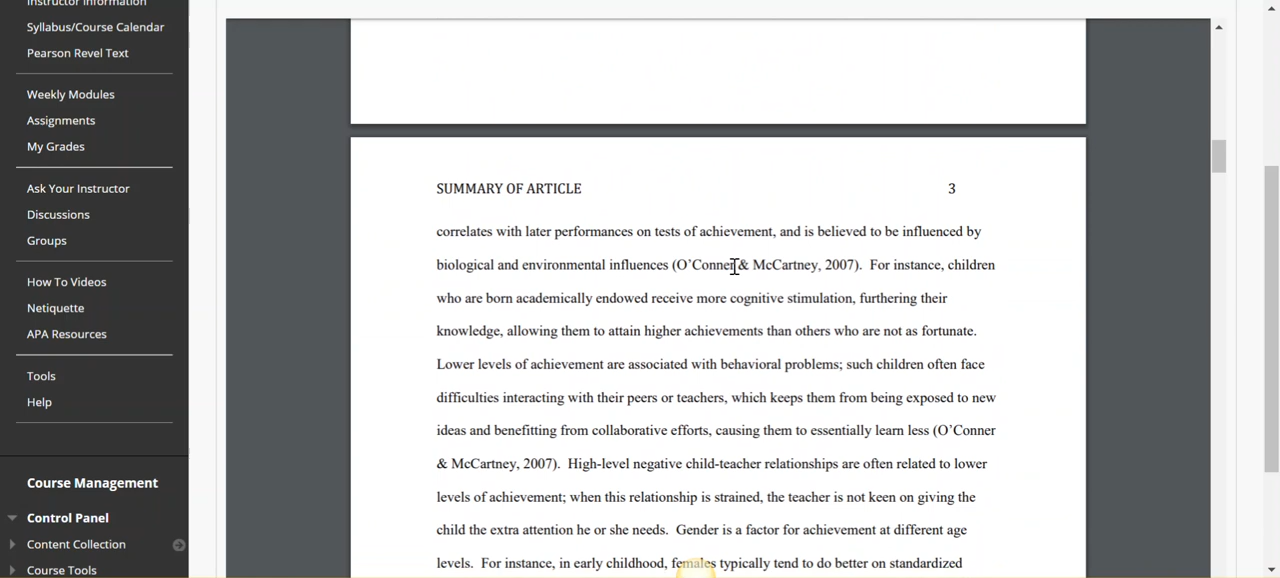 Instructor Information
Syllabus/Course Calendar
Pearson Revel Text
Weekly Modules
Assignments
My Grades
Ask Your Instructor
Discussions
Groups
How To Videos
Netiquette
APA Resources
Tools
Help
Course Management
Control Panel
Content Collection
Course Tools
SUMMARY OF ARTICLE 3
correlates with later performances on tests of achievement, and is believed to be influenced by
biological and environmental influences (O’Conner & McCartney, 2007). For instance, children
who are born academically endowed receive more cognitive stimulation, furthering their
knowledge, allowing them to attain higher achievements than others who are not as fortunate.
Lower levels of achievement are associated with behavioral problems; such children often face
difficulties interacting with their peers or teachers, which keeps them from being exposed to new
ideas and benefitting from collaborative efforts, causing them to essentially learn less (O’Conner
& McCartney, 2007). High-level negative child-teacher relationships are often related to lower
levels of achievement; when this relationship is strained, the teacher is not keen on giving the
child the extra attention he or she needs. Gender is a factor for achievement at different age
levels. For instance, in early childhood, females typically tend to do better on standardized